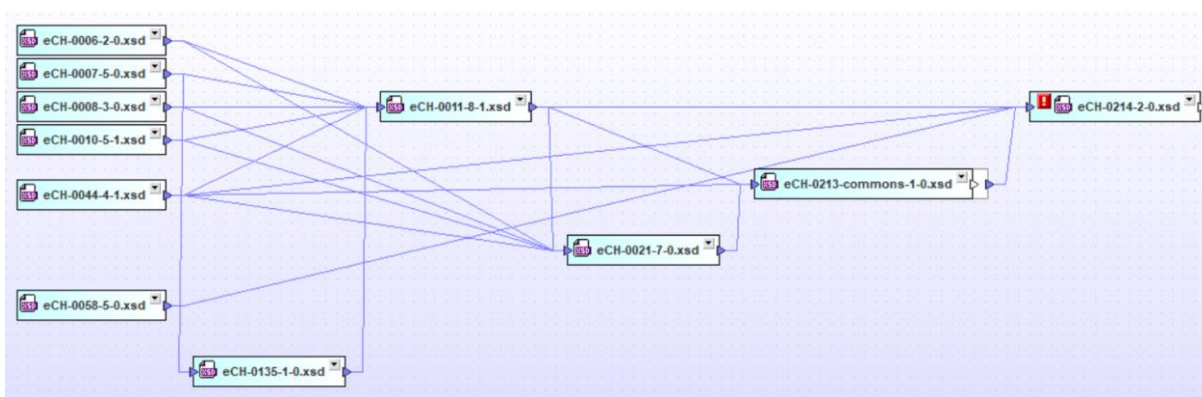 eCH-0006-2-0.xsd
eCH-0007-5-0.xsd
eCH-0008-3-0.xsd
eCH-0011-8-1.xsd
eCH-0214-2-0.xsd
eCH-0010-5-1.xsd
eCH-0044-4-1.xsd
eCH-0213-commons-1-0.xsd
eCH-0021-7-0.xsd
eCH-0058-5-0.xsd
eCH-0135-1-0.xsd